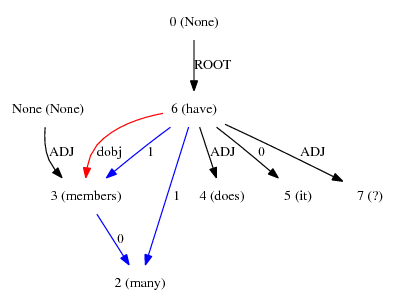 0 (None)
ROOT
None (None) 6 (have)
ADJ dobj 1 ADJ 0 ADJ
3 (members) 1 4 (does) 5 (it) 7 (?)
0
2 (many)